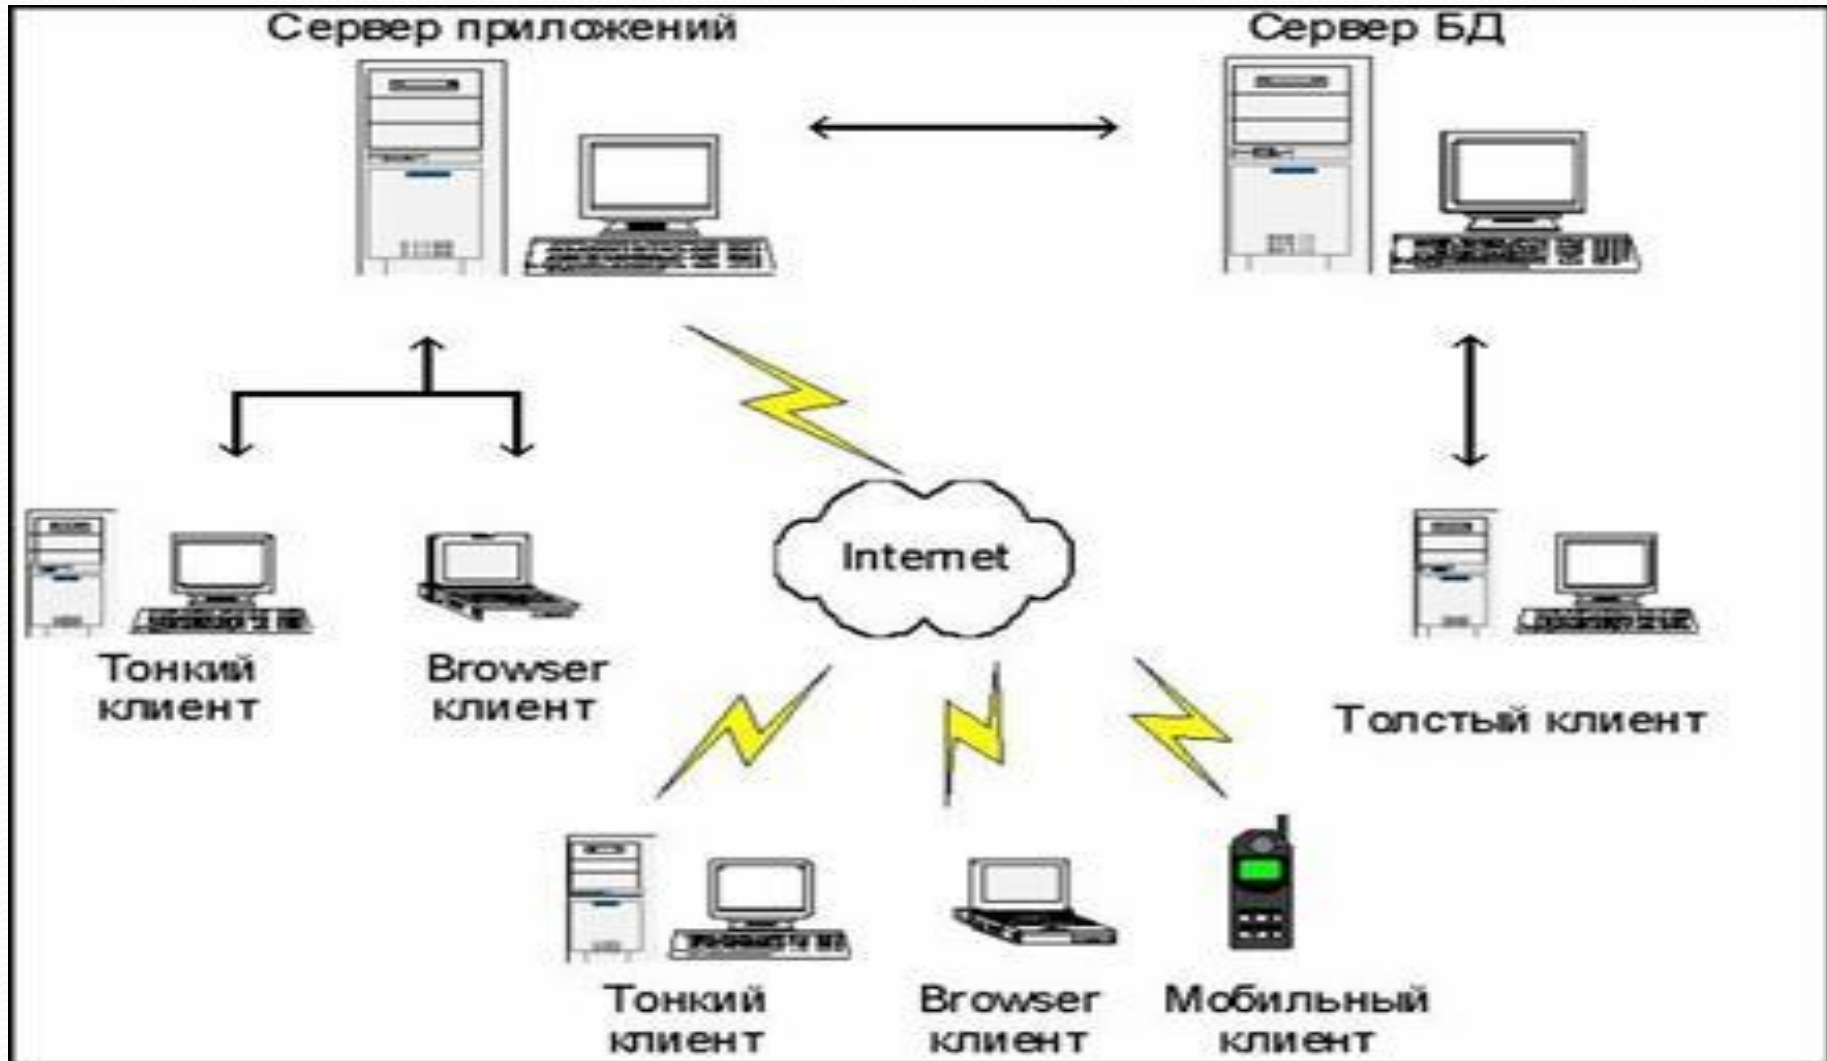 Сервер приложений
Сервер БД
Internet
Тонкий
клиент
Browser
клиент
Толстый клиент
Тонкий
клиент
Browser
клиент
Мобильный
клиент